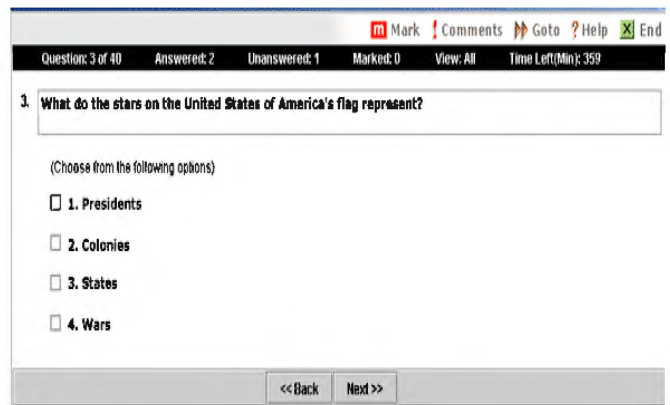 m Mark ! Comments Goto ? Help X End
Question: 3 of 40 Answered: 2 Unanswered: 1 Marked: 0 View: All Time Left(Min): 359
3. What do the stars on the United States of America's flag represent?
(Choose from the following options)
1. Presidents
2. Colonies
3. States
4. Wars
<< Back Next >>